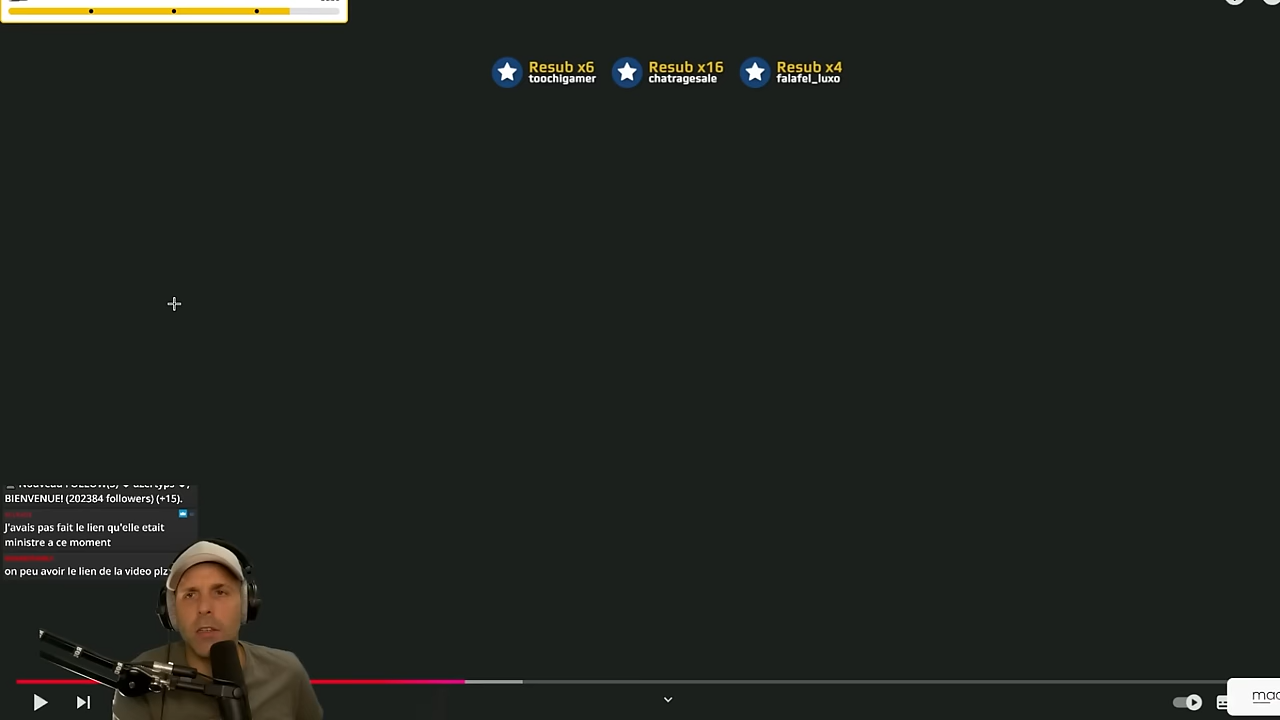 Resub x6
toochigamer
Resub x16
chatragesale
Resub x4
falafel_luxo
BIENVENUE! (202384 followers) (+15).
J'avais pas fait le lien qu'elle etait
ministre a ce moment
on peu avoir le lien de la video plz